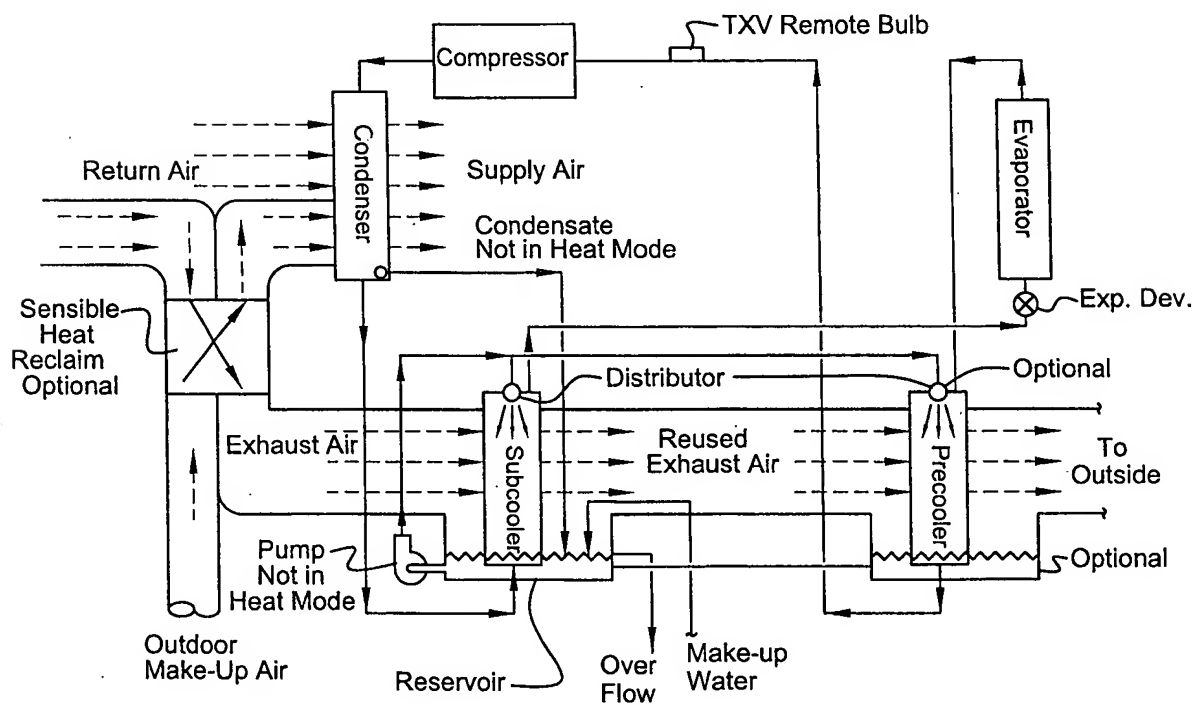 TXV Remote Bulb
Compressor
Condenser
Evaporator
Return Air
Supply Air
Condensate
Not in Heat Mode
Exp. Dev.
Sensible
Heat
Reclaim
Optional
Distributor
Optional
Exhaust Air
Subcooler
Reused
Exhaust Air
Precooler
To
Outside
Pump
Not in
Heat Mode
Optional
Outdoor
Make-Up Air
Reservoir
Over
Flow
Make-up
Water